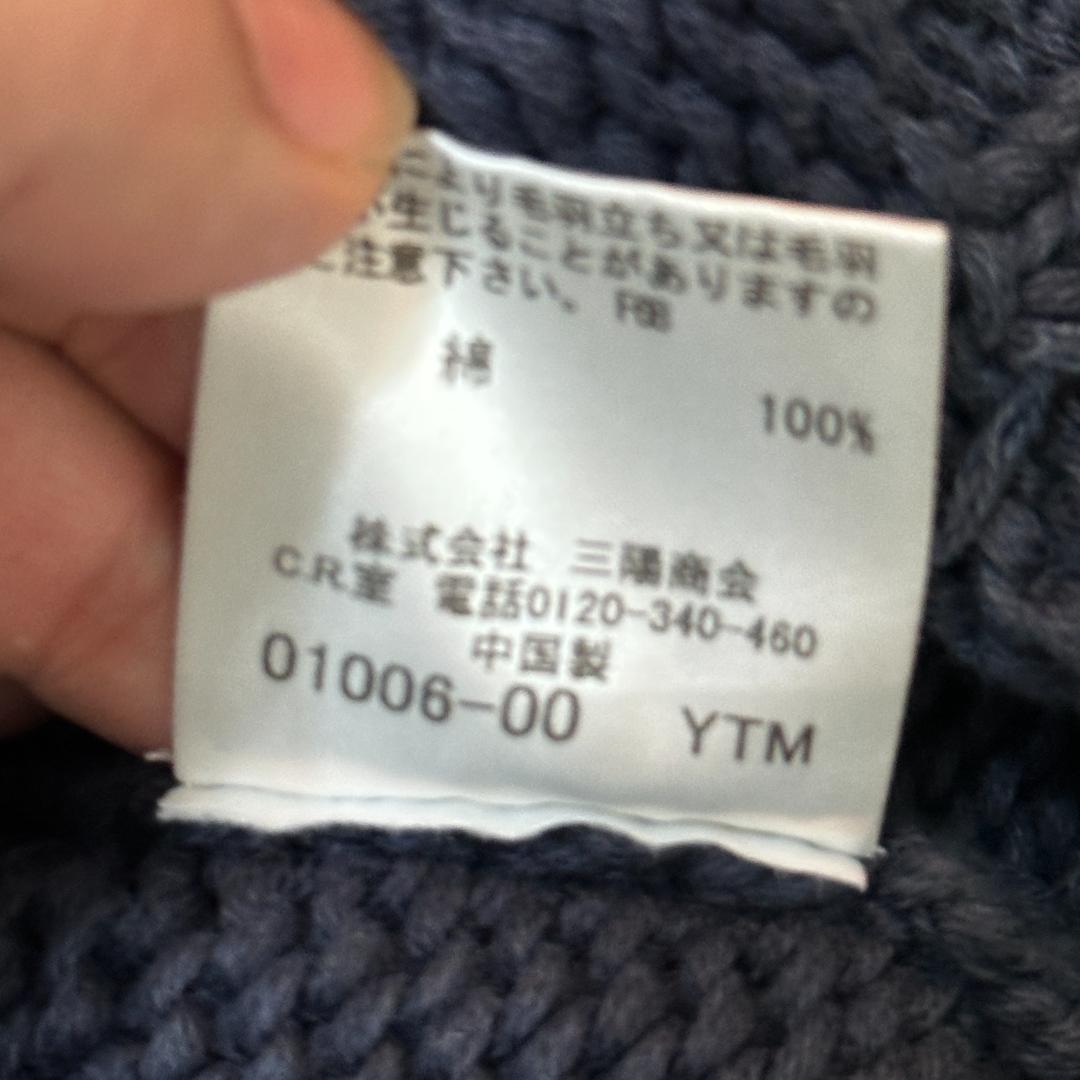 により毛羽立ち又は毛羽
生じることがありますの
ご注意下さい。
綿
100%
株式会社 三陽商会
C.R.室 電話0120-340-460
中国製
01006-00 YTM